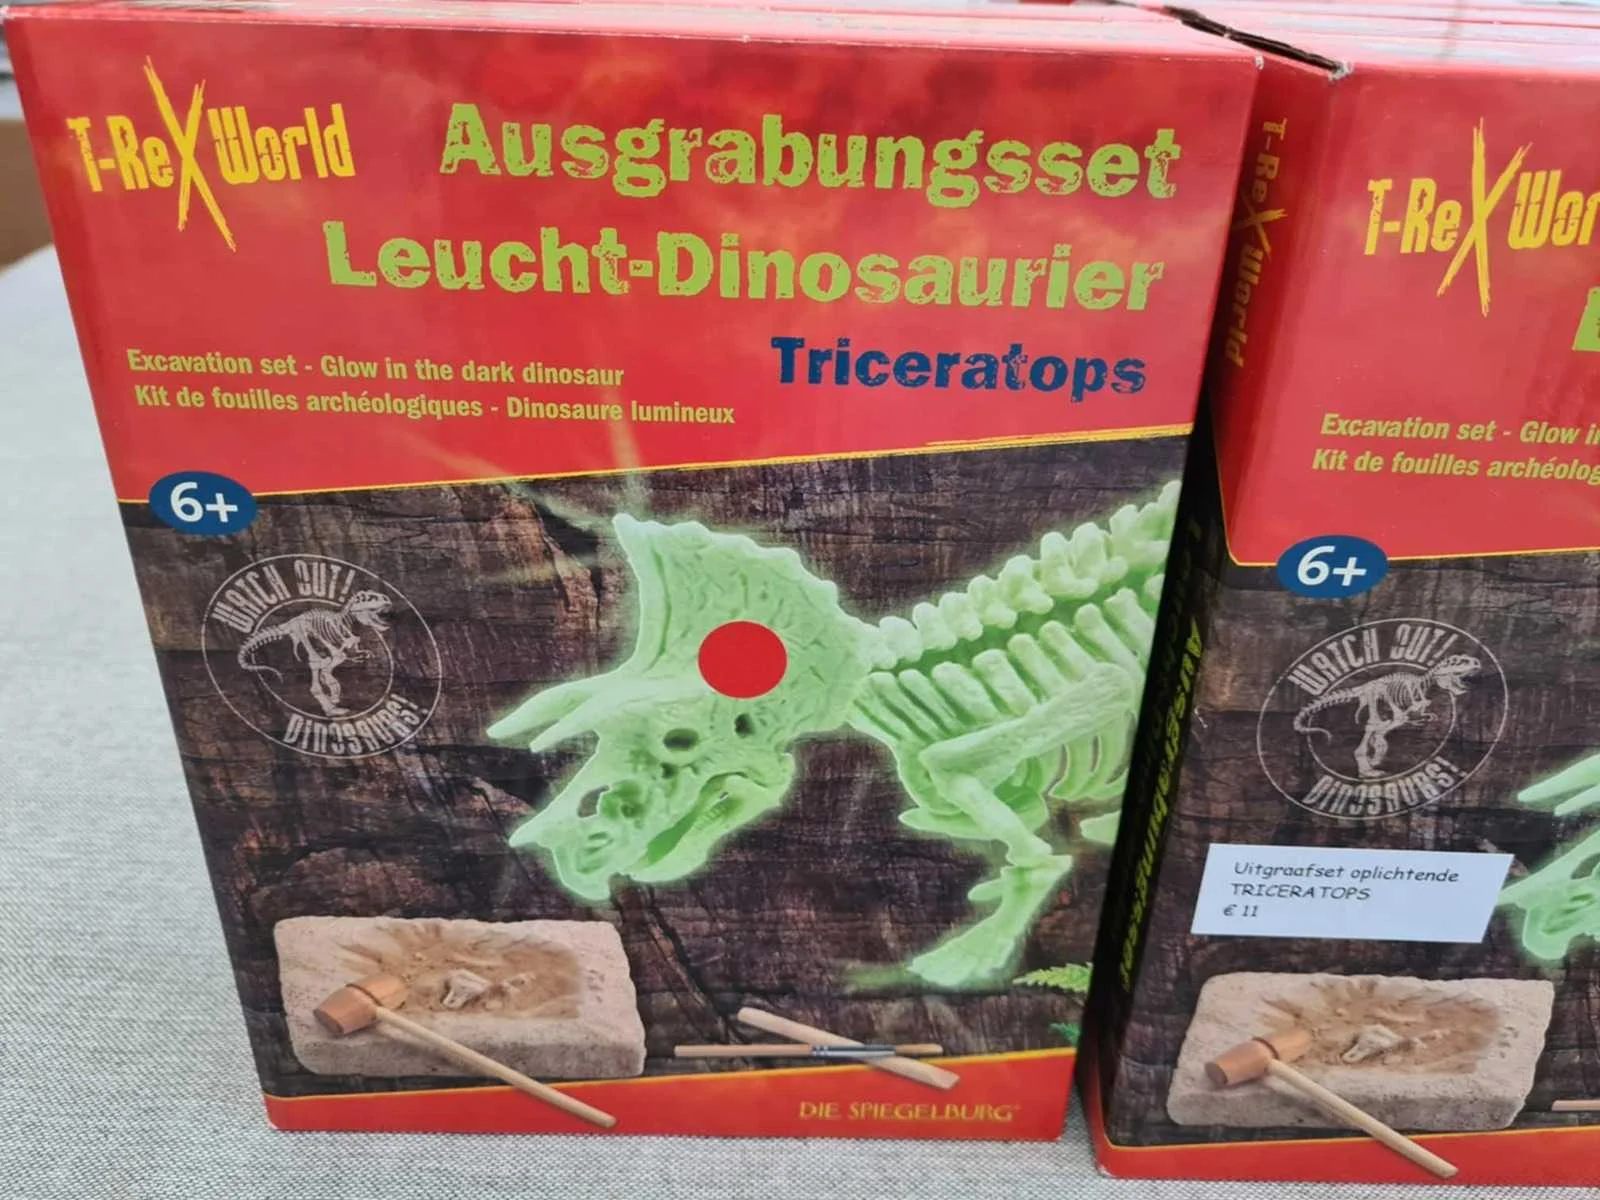 T-Rex World
Ausgrabungsset
Leucht-Dinosaurier
Triceratops
Excavation set - Glow in the dark dinosaur
Kit de fouilles archéologiques - Dinosaure lumineux
6+
WATCH OUT!
DINOSAURS!
DIE SPIEGELBURG
T-Rex World
T-Rex
Excavation set - Glow
Kit de fouilles
6+
WATCH OUT!
DINOSAURS!
Uitgraafset oplichtende
TRICERATOPS
€ 11